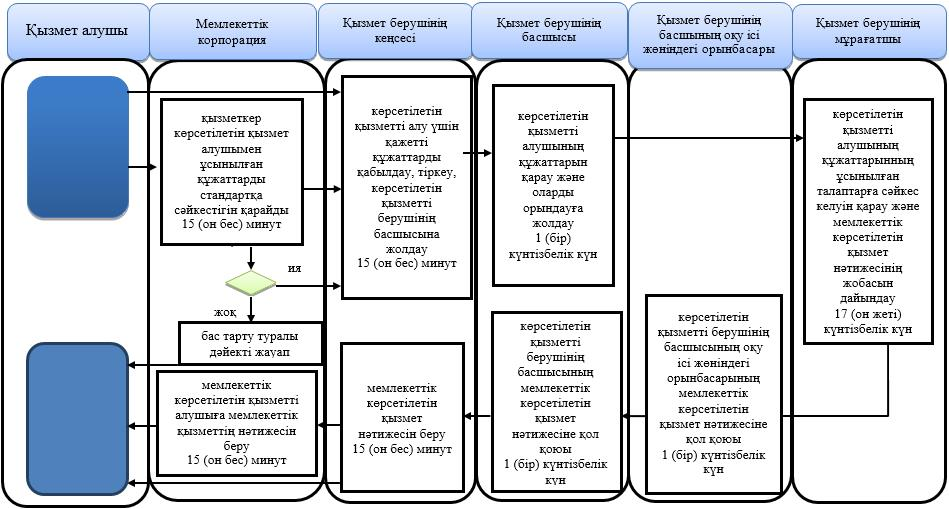 Қызмет алушы
Мемлекеттік
корпорация
Қызмет берушінің
кеңсесі
Қызмет берушінің
басшысы
Қызмет берушінің
басшының оқу ісі
жөніндегі орынбасары
Қызмет берушінің
мұрағатшы
қызметкер
көрсетілетін қызмет
алушымен
ұсынылған
құжаттарды
стандартқа
сәйкестігін қарайды
15 (он бес) минут
ия
жоқ
бас тарту туралы
дәйекті жауап
мемлекеттік
көрсетілетін қызметті
алушыға мемлекеттік
қызметтің нәтижесін
беру
15 (он бес) минут
көрсетілетін
қызметті алу үшін
қажетті
құжаттарды
қабылдау, тіркеу,
көрсетілетін
қызметті
берушінің
басшысына
жолдау
15 (он бес) минут
мемлекеттік
көрсетілетін
қызмет
нәтижесін беру
15 (он бес) минут
көрсетілетін
қызметті
алушының
құжаттарын
қарау және
оларды
орындауға
жолдау
1 (бір)
күнтізбелік күн
көрсетілетін
қызметті
берушінің
басшысының
мемлекеттік
көрсетілетін
қызмет
нәтижесіне қол
қоюы
1 (бір) күнтізбелік
күн
көрсетілетін
қызметті берушінің
басшысының оқу
ісі жөніндегі
орынбасарының
мемлекеттік
көрсетілетін
қызмет нәтижесіне
қол қоюы
1 (бір) күнтізбелік
күн
көрсетілетін
қызметті
алушының
құжаттарынның
ұсынылған
талаптарға сәйкес
келуін қарау және
мемлекеттік
көрсетілетін
қызмет
нәтижесінің
жобасын
дайындау
17 (он жеті)
күнтізбелік күн